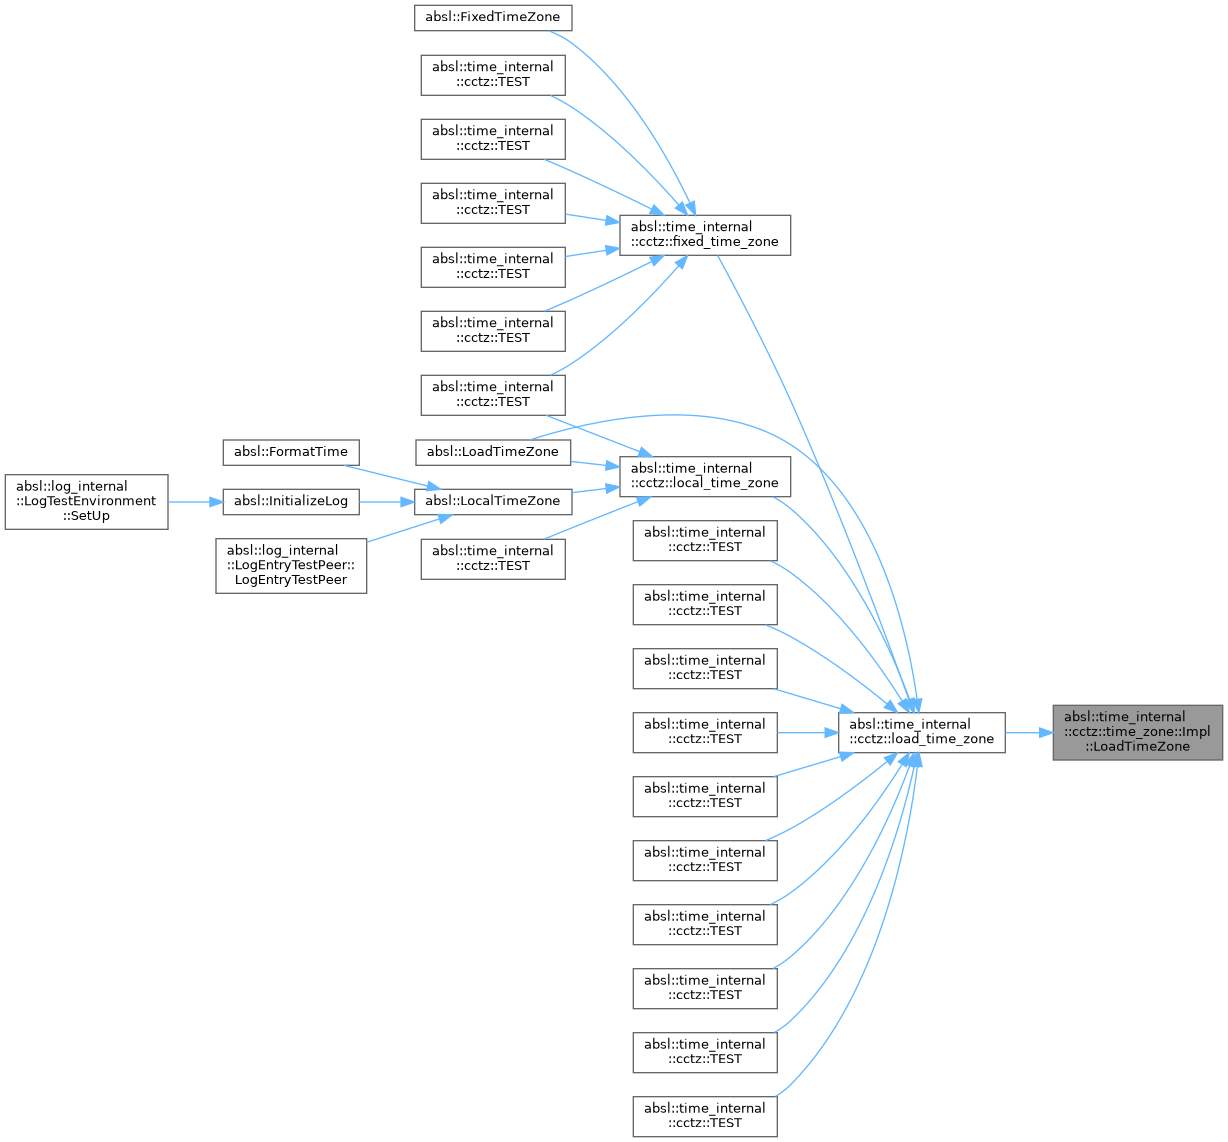 absl::FixedTimeZone
absl::time_internal
::cctz::TEST
absl::time_internal
::cctz::TEST
absl::time_internal
::cctz::TEST
absl::time_internal
::cctz::fixed_time_zone
absl::time_internal
::cctz::TEST
absl::time_internal
::cctz::TEST
absl::time_internal
::cctz::TEST
absl::FormatTime
absl::LoadTimeZone
absl::time_internal
::cctz::local_time_zone
absl::log_internal
::LogTestEnvironment
::SetUp
absl::InitializeLog
absl::LocalTimeZone
absl::log_internal
::LogEntryTestPeer::
LogEntryTestPeer
absl::time_internal
::cctz::TEST
absl::time_internal
::cctz::TEST
absl::time_internal
::cctz::TEST
absl::time_internal
::cctz::TEST
absl::time_internal
::cctz::TEST
absl::time_internal
::cctz::load_time_zone
absl::time_internal
::cctz::time_zone::Impl
::LoadTimeZone
absl::time_internal
::cctz::TEST
absl::time_internal
::cctz::TEST
absl::time_internal
::cctz::TEST
absl::time_internal
::cctz::TEST
absl::time_internal
::cctz::TEST
absl::time_internal
::cctz::TEST